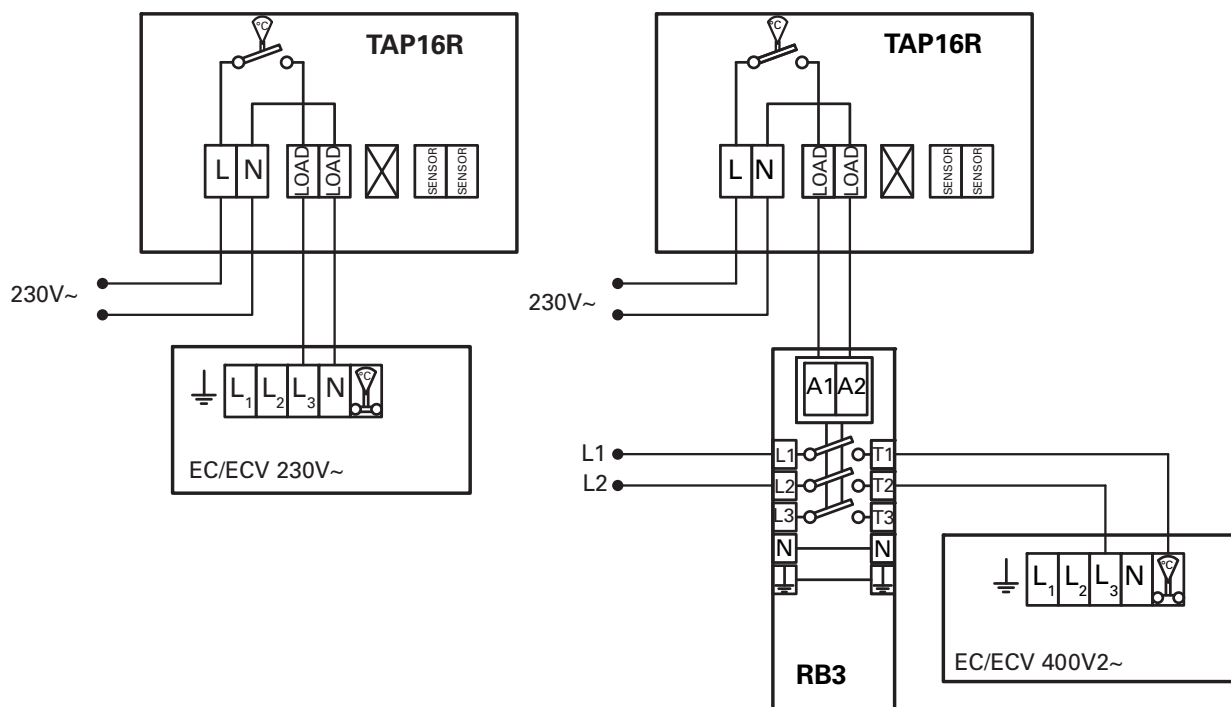 °C
TAP16R
L N LOAD LOAD SENSOR SENSOR
230V~
°C
L1 L2 L3 N
EC/ECV 230V~
°C
TAP16R
L N LOAD LOAD SENSOR SENSOR
230V~
A1 A2
L1 L1 T1
L2 L2 T2
L3 T3
N N
°C
L1 L2 L3 N
EC/ECV 400V2~
RB3